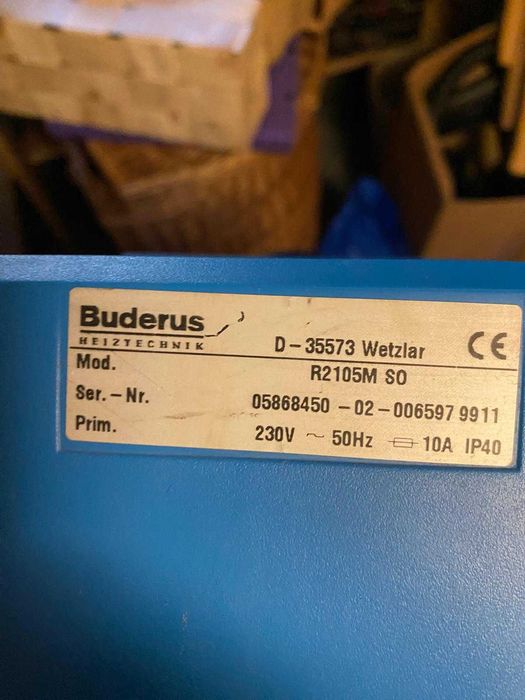 Buderus
HEIZTECHNIK
D-35573 Wetzlar
CE
Mod. R2105M SO
Ser.-Nr. 05868450-02-006597 9911
Prim. 230V ~ 50Hz 10A IP40